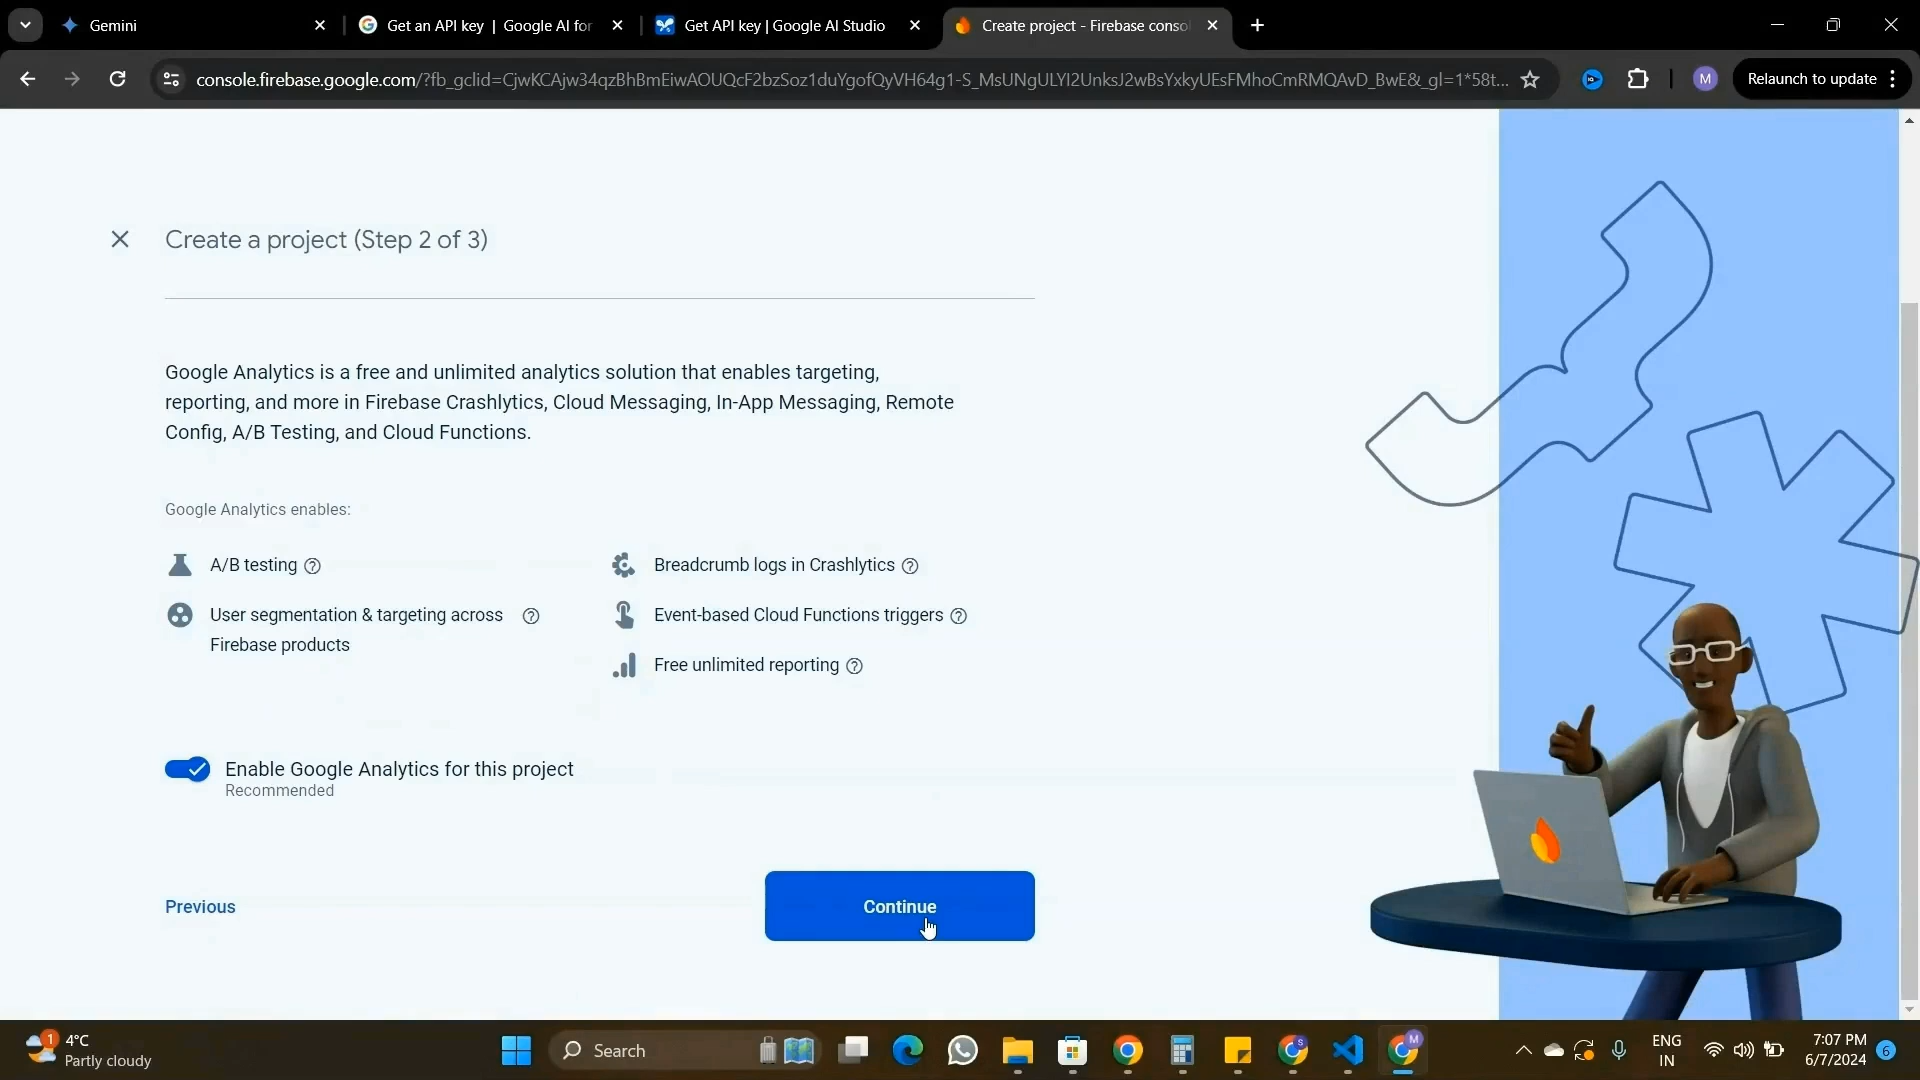 Gemini
Get an API key | Google AI for
Get API key | Google AI Studio
Create project - Firebase conso
console.firebase.google.com/?fb_gclid=CjwKCAjw34qzBhBmEiwAOUQcF2bzSoz1duYgofQyVH64g1-S_MsUNgULYI2UnksJ2wBsYxkyUEsFMhoCmRMQAvD_BwE&_gl=1*58t...
M
Relaunch to update
Create a project (Step 2 of 3)
Google Analytics is a free and unlimited analytics solution that enables targeting,
reporting, and more in Firebase Crashlytics, Cloud Messaging, In-App Messaging, Remote
Config, A/B Testing, and Cloud Functions.
Google Analytics enables:
A/B testing
Breadcrumb logs in Crashlytics
User segmentation & targeting across
Firebase products
Event-based Cloud Functions triggers
Free unlimited reporting
Enable Google Analytics for this project
Recommended
Previous
Continue
1
4°C
Partly cloudy
Search
S
M
ENG
IN
7:07 PM
6/7/2024
6